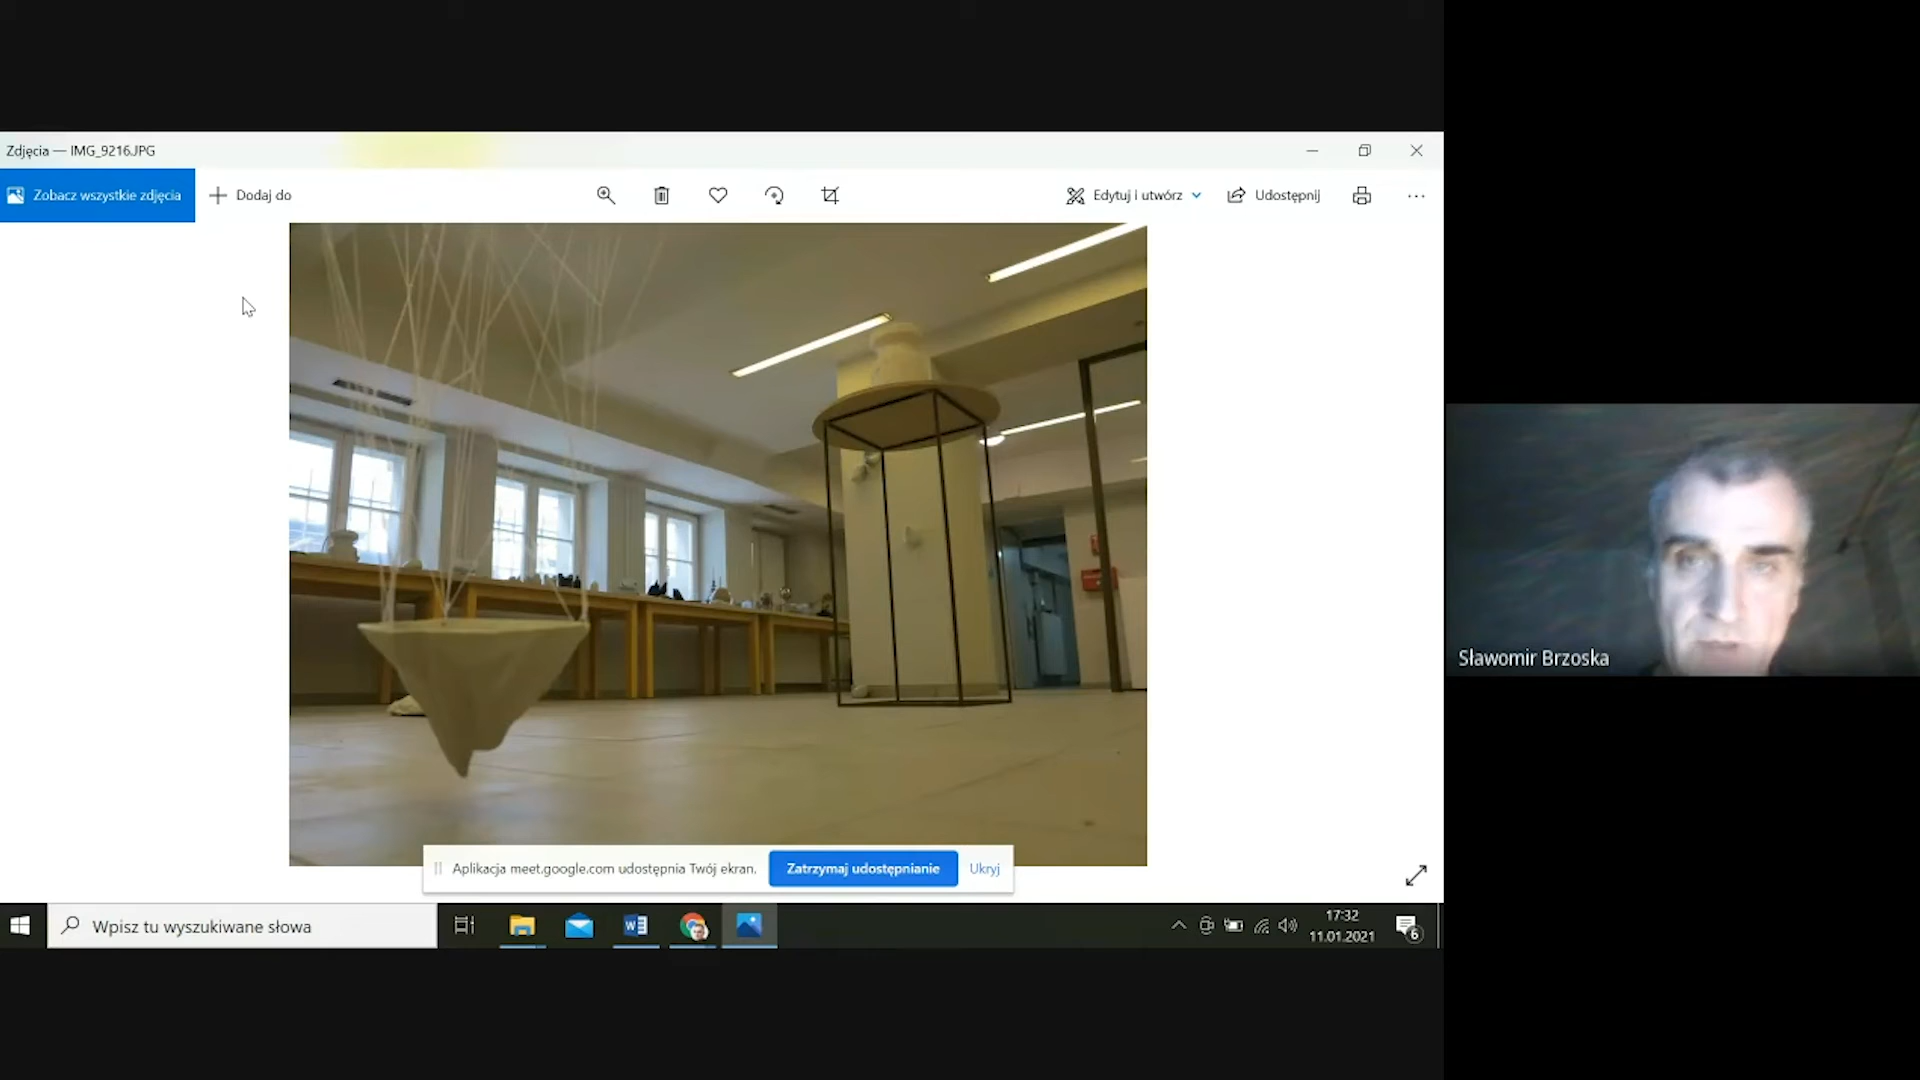 Zdjęcia — IMG_9216.JPG
Zobacz wszystkie zdjęcia
Dodaj do
Edytuj i utwórz
Udostępnij
Sławomir Brzoska
Aplikacja meet.google.com udostępnia Twój ekran.
Zatrzymaj udostępnianie
Ukryj
Wpisz tu wyszukiwane słowa
17:32
11.01.2021
6